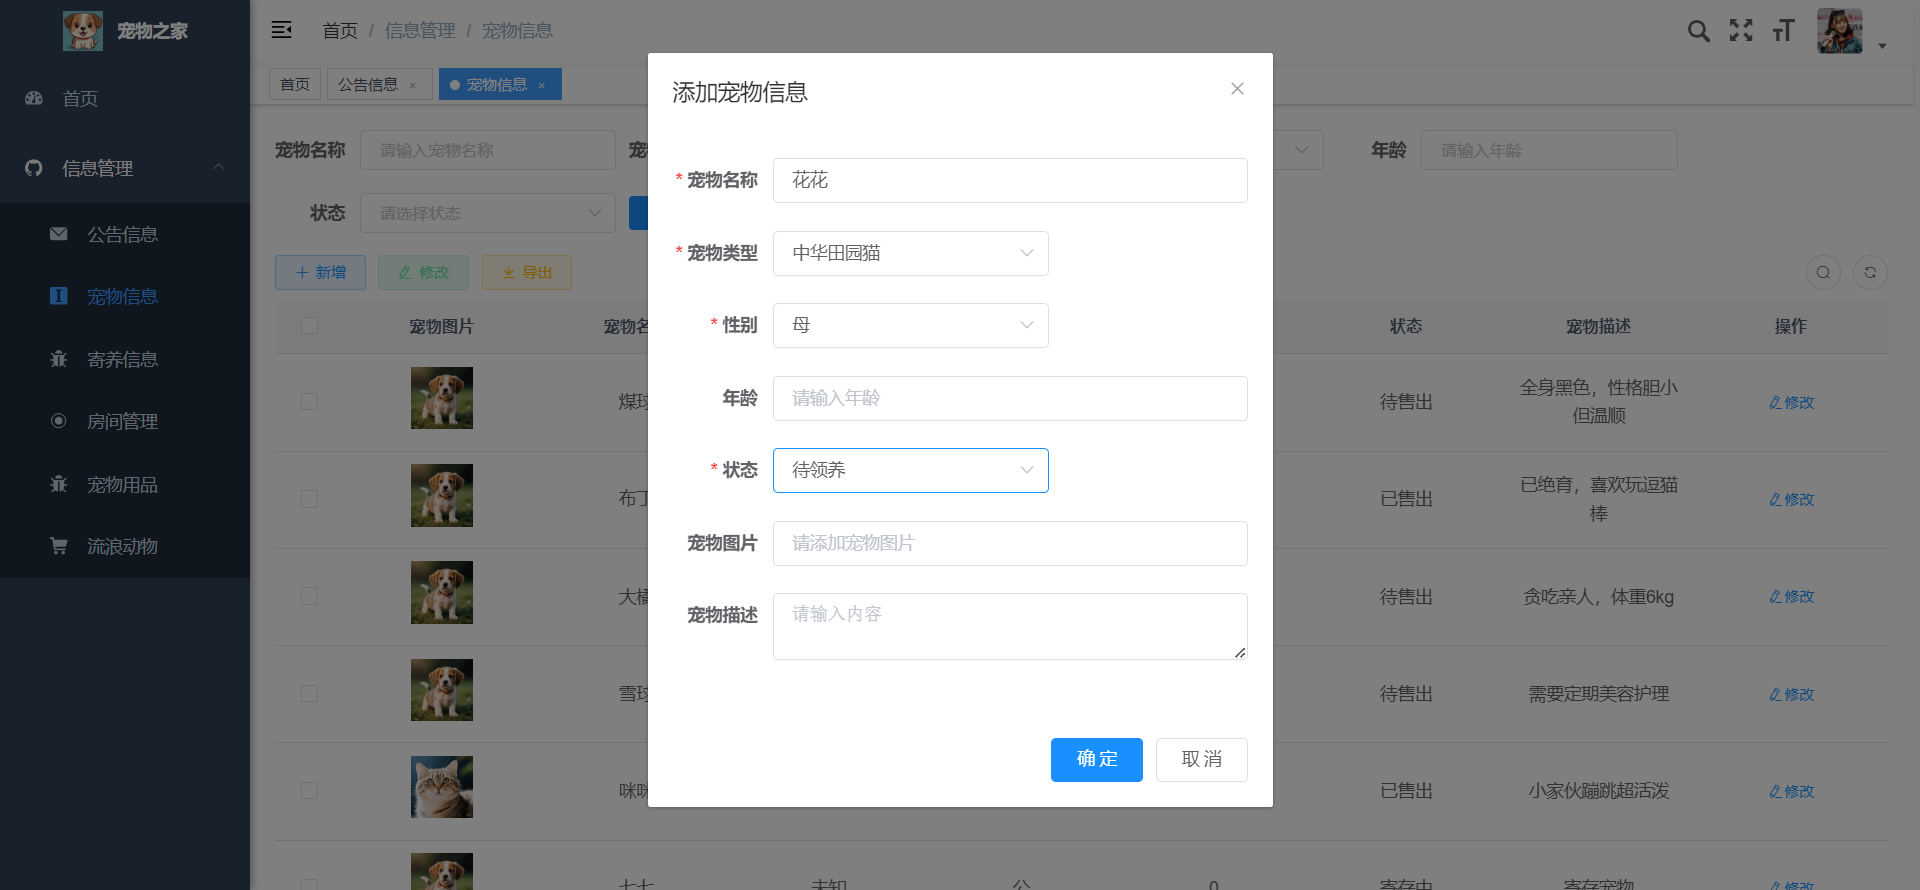 宠物之家
首页 / 信息管理 / 宠物信息
首页
信息管理
公告信息
宠物信息
寄养信息
房间管理
宠物用品
流浪动物
首页 公告信息 × 宠物信息 ×
宠物名称 请输入宠物名称
年龄 请输入年龄
状态 请选择状态
新增 修改 导出
宠物图片 宠物名 状态 宠物描述 操作
煤球 待售出 全身黑色，性格胆小
但温顺
修改
布丁 已售出 已绝育，喜欢玩逗猫
棒
修改
大橘 待售出 贪吃亲人，体重6kg 修改
雪球 待售出 需要定期美容护理 修改
咪咪 已售出 小家伙蹦跳超活泼 修改
七七 未知 公 0 寄存中 寄存宠物 修改
添加宠物信息
* 宠物名称 花花
* 宠物类型 中华田园猫
* 性别 母
年龄 请输入年龄
* 状态 待领养
宠物图片 请添加宠物图片
宠物描述 请输入内容
确定 取消